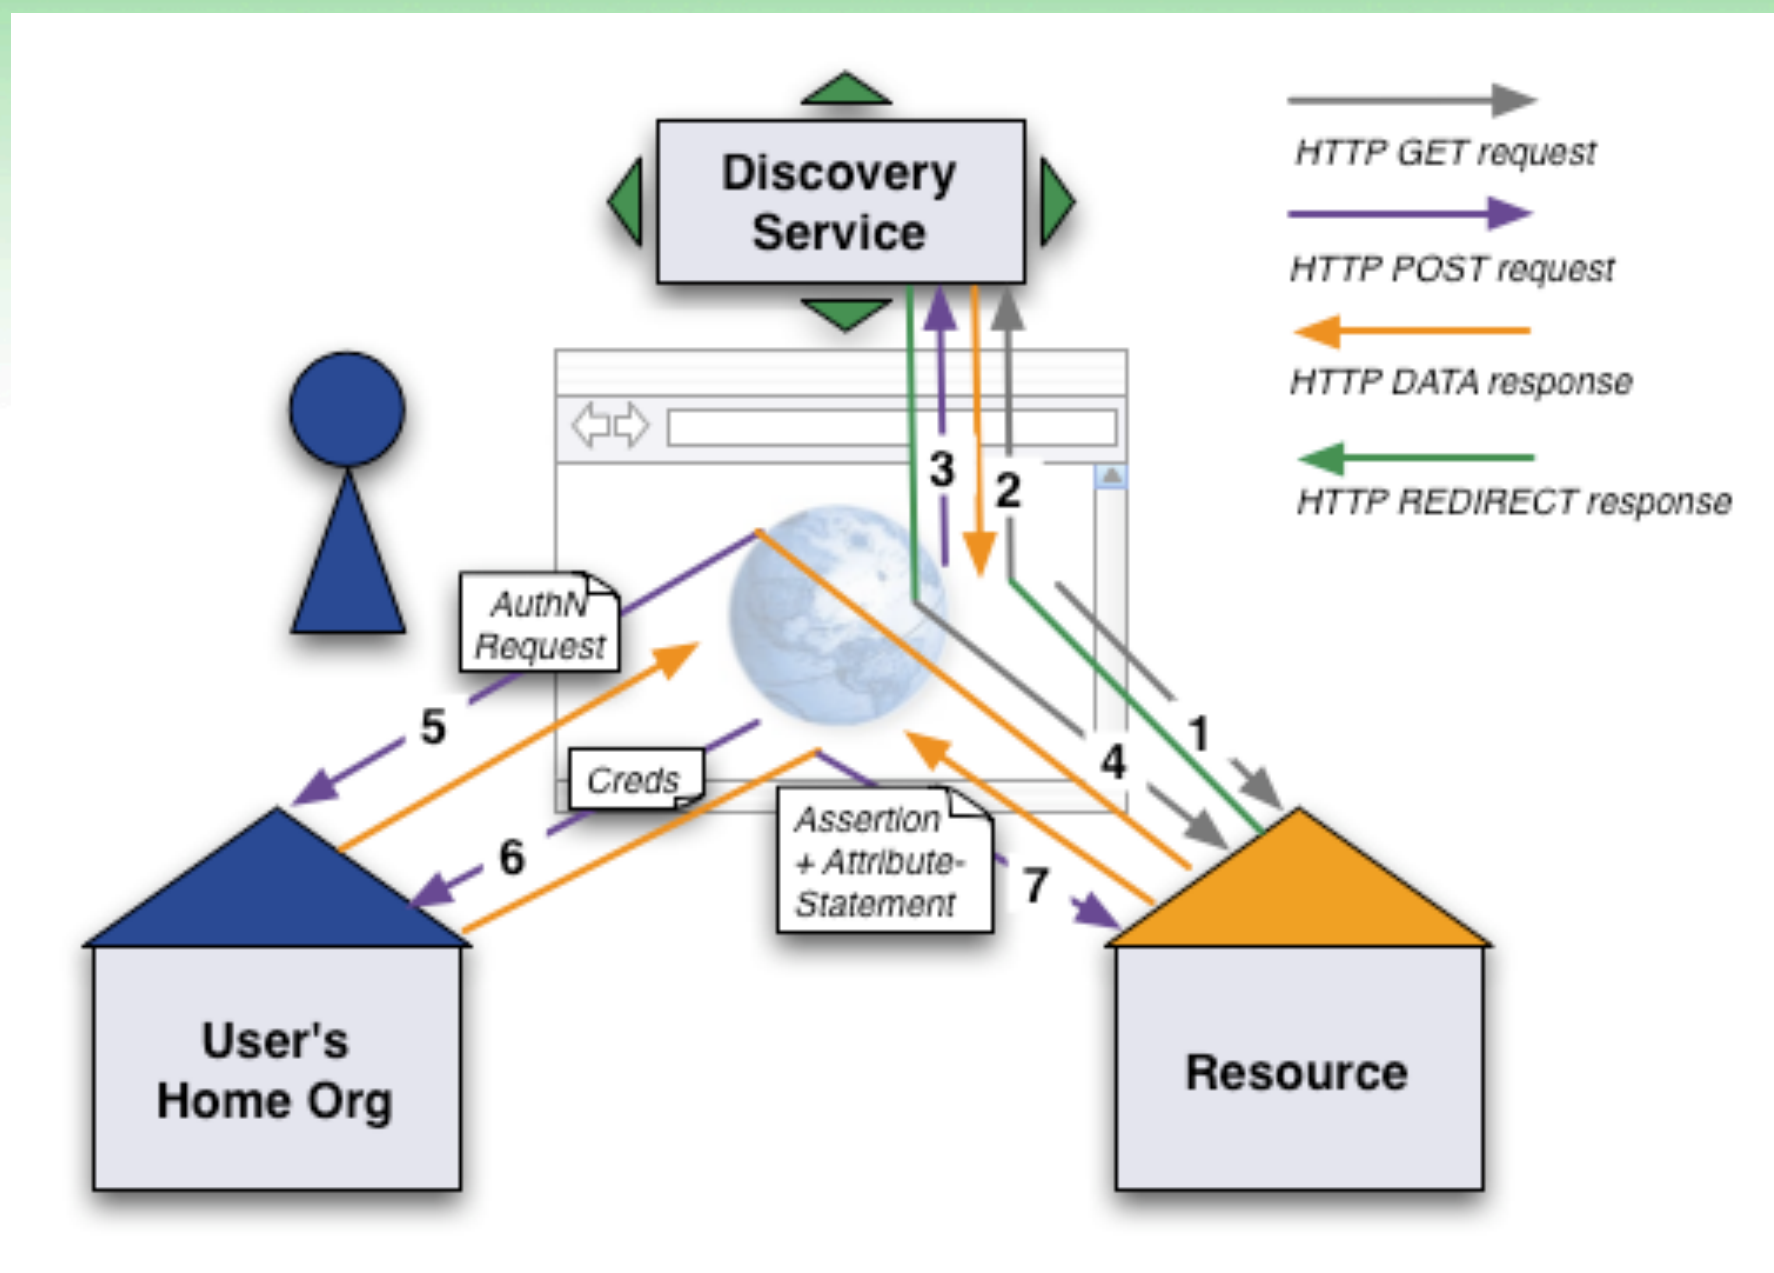 Discovery
Service
HTTP GET request
HTTP POST request
HTTP DATA response
HTTP REDIRECT response
3
2
AuthN
Request
5
1
4
Creds
6
Assertion
+ Attribute-
Statement
7
User's
Home Org
Resource